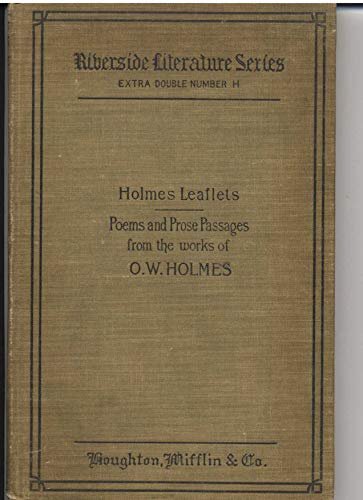 Riverside Literature Series
EXTRA DOUBLE NUMBER H
Holmes Leaflets
Poems and Prose Passages
from the works of
O.W. HOLMES
Houghton, Mifflin & Co.